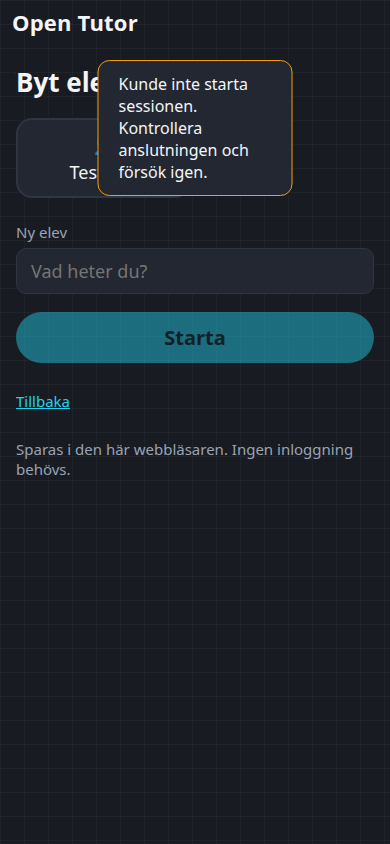 Open Tutor
Byt ele
Kunde inte starta
sessionen.
Kontrollera
anslutningen och
försök igen.
Tes
Ny elev
Vad heter du?
Starta
Tillbaka
Sparas i den här webbläsaren. Ingen inloggning
behövs.